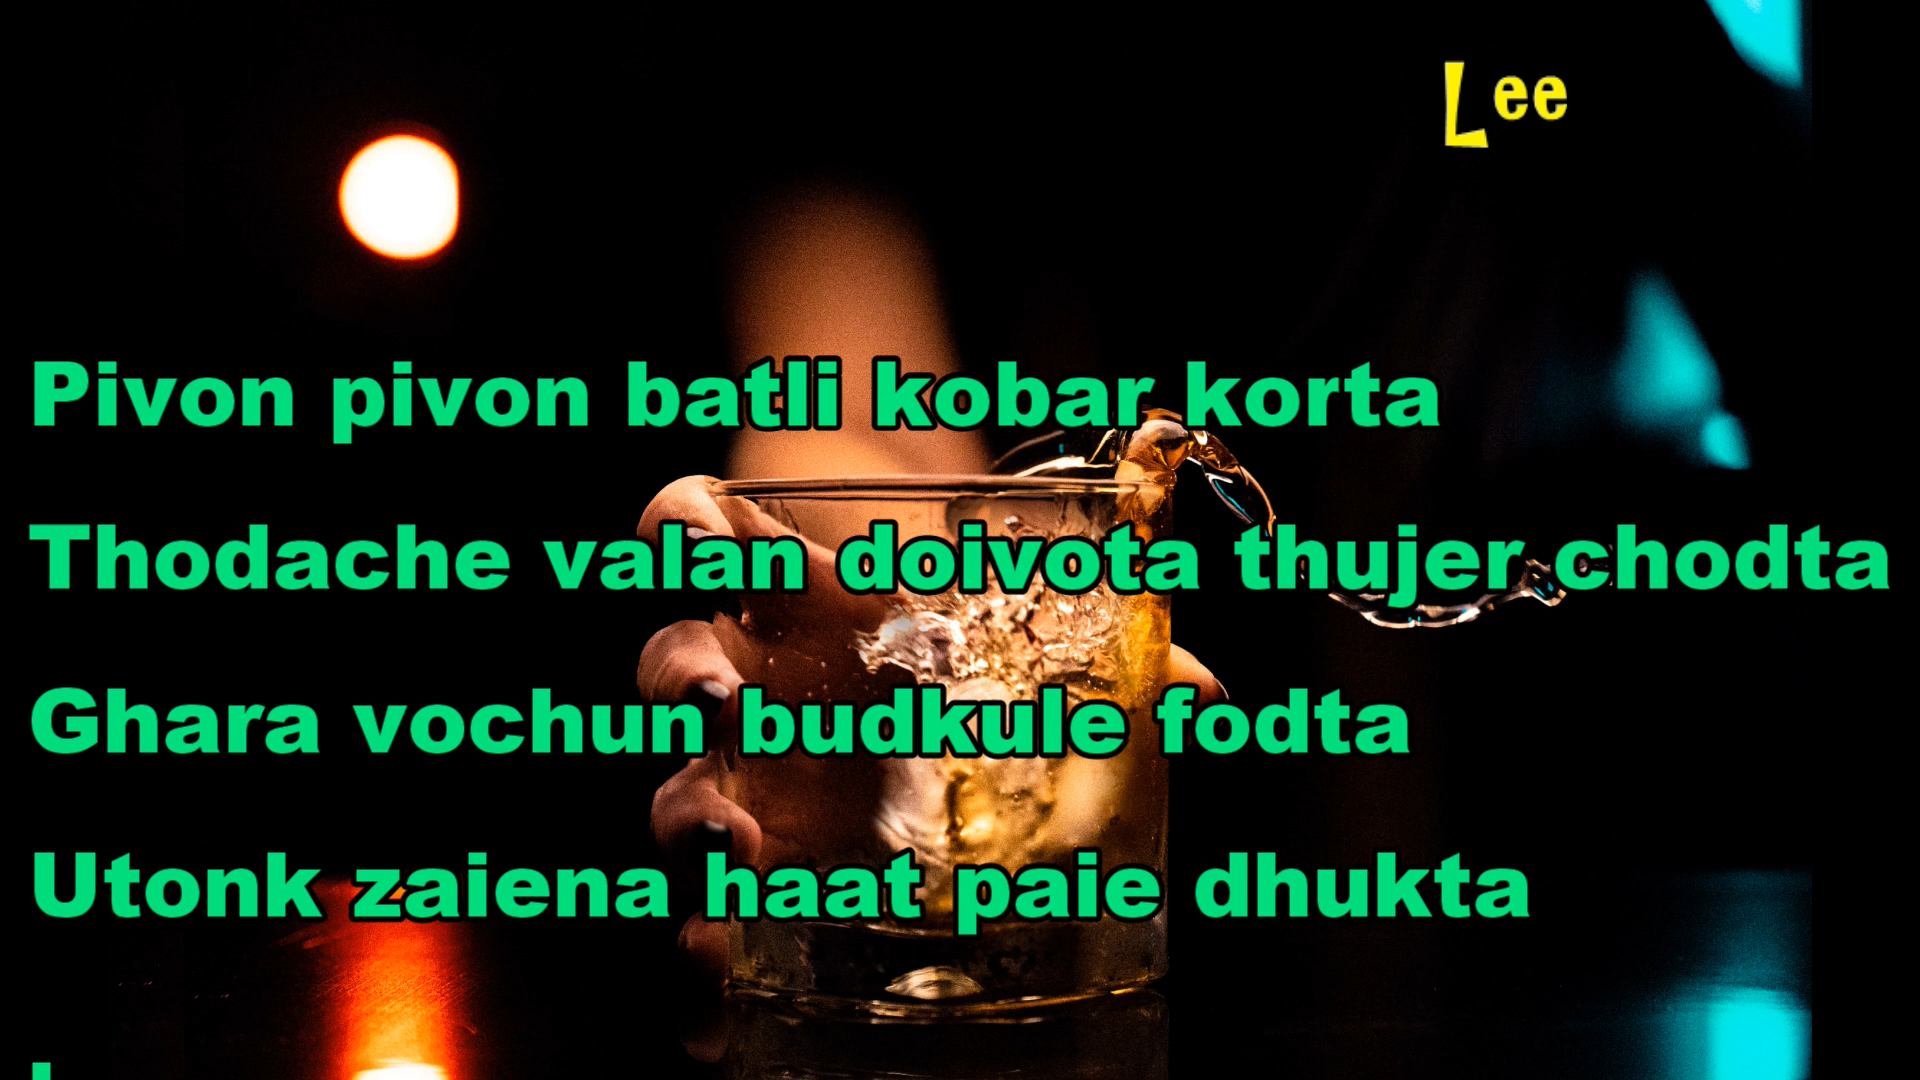 Lee
Pivon pivon batli kobar korta
Thodache valan doivota thujer chodta
Ghara vochun budkule fodta
Utonk zaiena haat paie dhukta